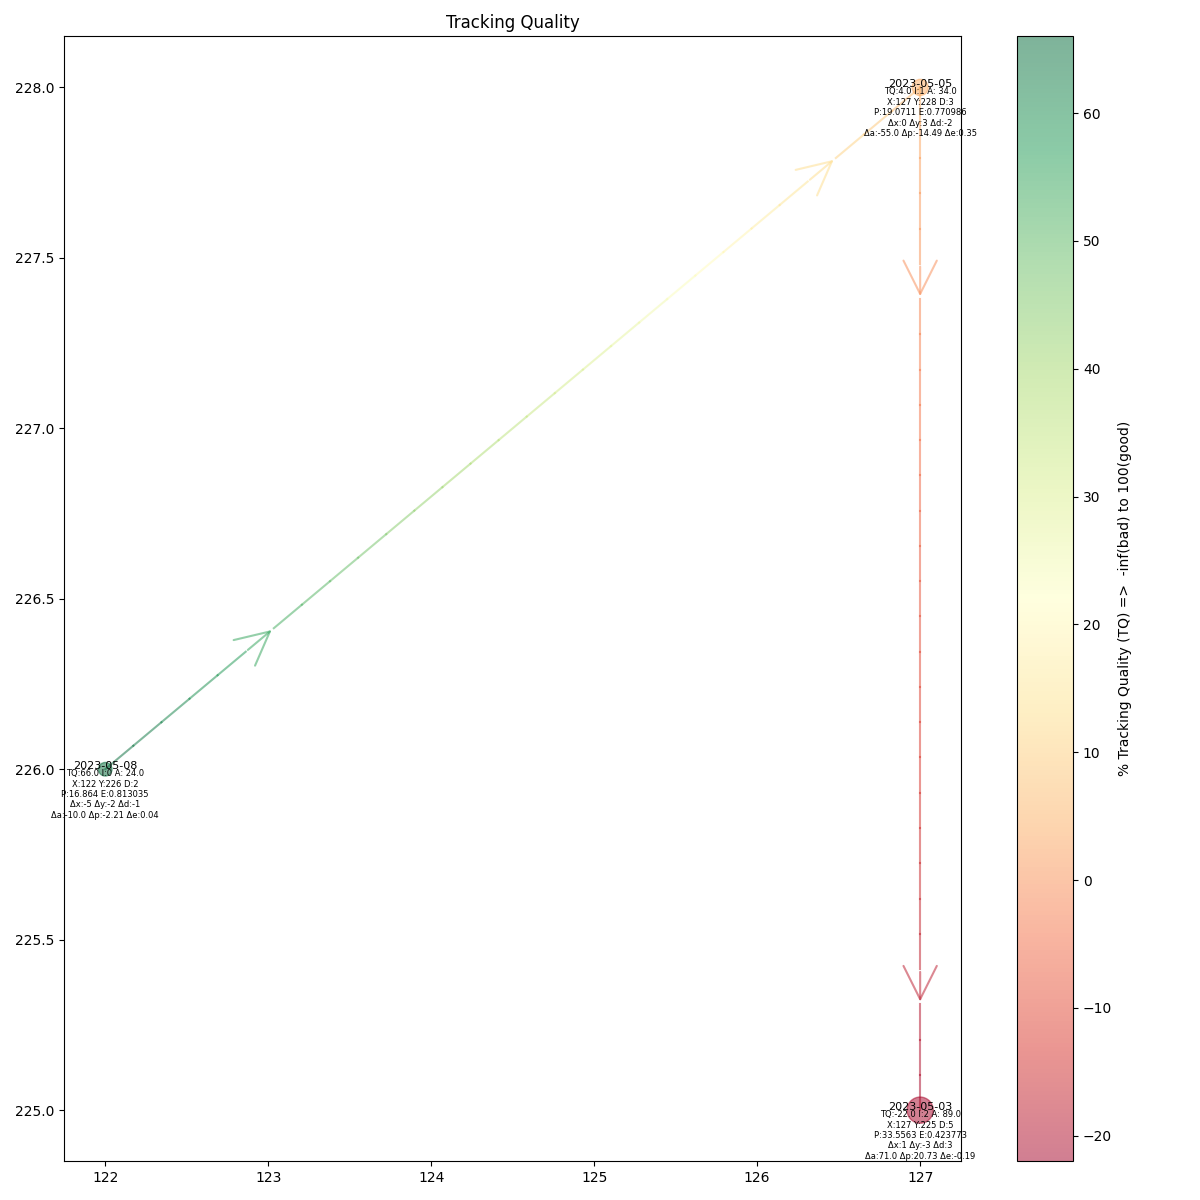 Tracking Quality
228.0
227.5
227.0
226.5
226.0
225.5
225.0
122
123
124
125
126
127
2023-05-05
TQ:4.0 I:1 A: 34.0
X:127 Y:228 D:3
P:19.0711 E:0.770986
Δx:0 Δy:3 Δd:-2
Δa:-55.0 Δp:-14.49 Δe:0.35
2023-05-08
TQ:66.0 I:0 A: 24.0
X:122 Y:226 D:2
P:16.864 E:0.813035
Δx:-5 Δy:-2 Δd:-1
Δa:-10.0 Δp:-2.21 Δe:0.04
2023-05-03
TQ:-22.0 I:2 A: 89.0
X:127 Y:225 D:5
P:33.5563 E:0.423773
Δx:1 Δy:-3 Δd:3
Δa:71.0 Δp:20.73 Δe:-0.19
60
50
40
30
20
10
0
−10
−20
% Tracking Quality (TQ) => -inf(bad) to 100(good)